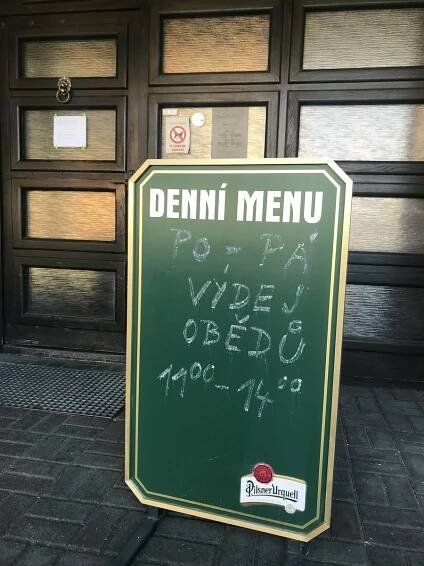 DENNÍ MENU
PO - PÁ
VÝDEJ
OBĚDŮ
11⁰⁰ - 14⁰⁰
Pilsner Urquell